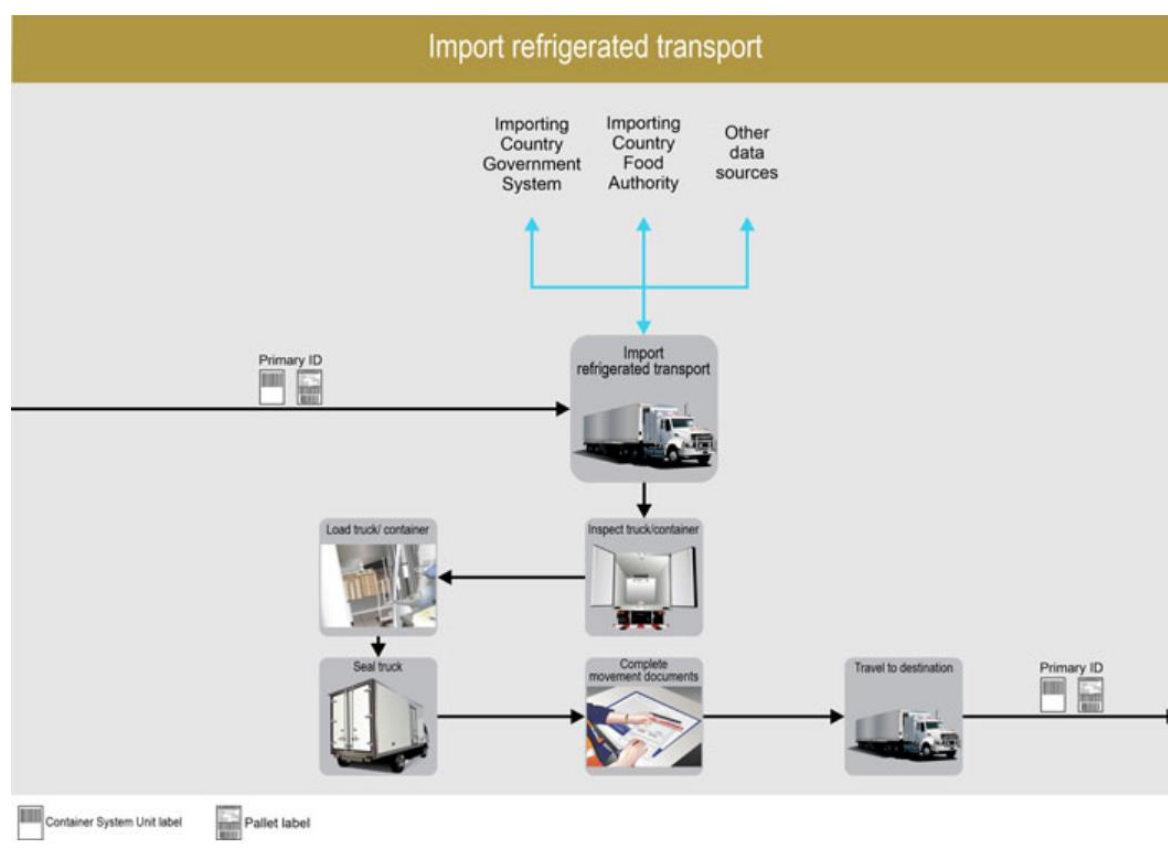 Import refrigerated transport
Importing
Country
Government
System
Importing
Country
Food
Authority
Other
data
sources
Primary ID
Import
refrigerated transport
Load truck/ container
Inspect truck/container
Seal truck
Complete
movement documents
Travel to destination
Primary ID
Container System Unit label
Pallet label